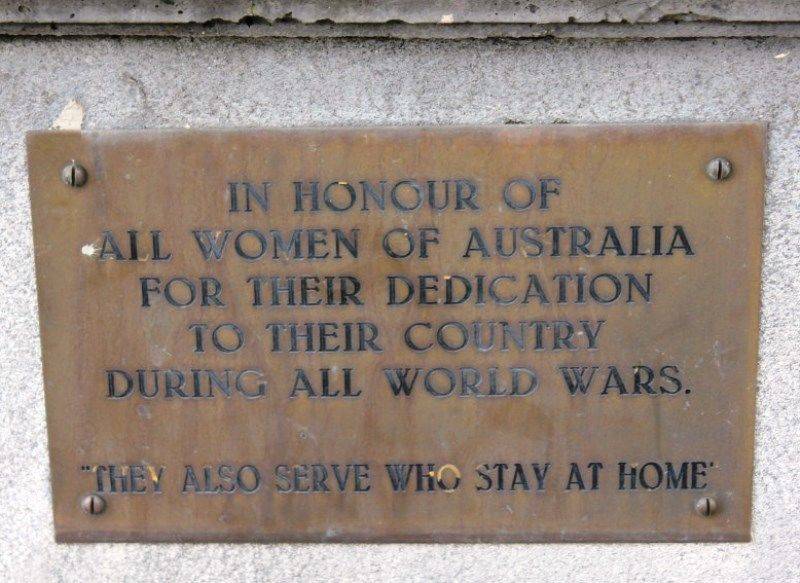 IN HONOUR OF
ALL WOMEN OF AUSTRALIA
FOR THEIR DEDICATION
TO THEIR COUNTRY
DURING ALL WORLD WARS.
"THEY ALSO SERVE WHO STAY AT HOME"